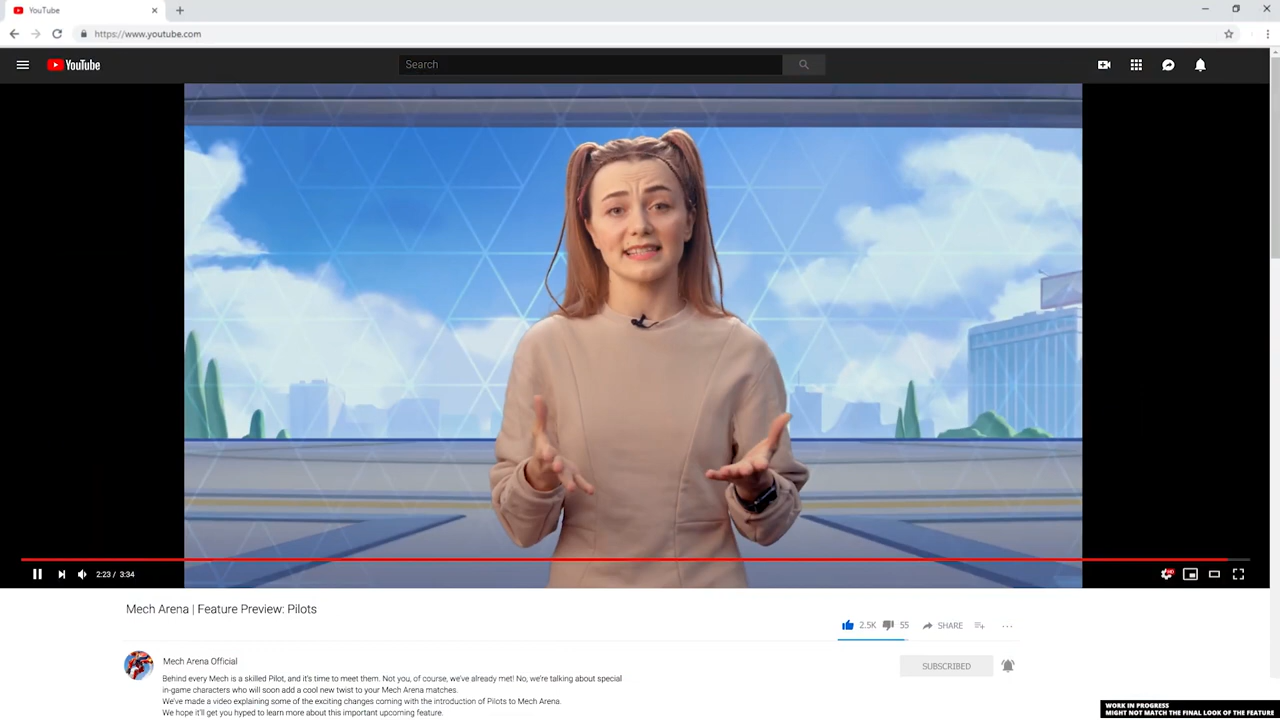 YouTube
https://www.youtube.com
YouTube
Search
2:23 / 3:34
HD
Mech Arena | Feature Preview: Pilots
2.5K
55
SHARE
Mech Arena Official
SUBSCRIBED
Behind every Mech is a skilled Pilot, and it's time to meet them. Not you, of course, we've already met! No, we're talking about special
in-game characters who will soon add a cool new twist to your Mech Arena matches.
We've made a video explaining some of the exciting changes coming with the introduction of Pilots to Mech Arena.
We hope it'll get you hyped to learn more about this important upcoming feature.
WORK IN PROGRESS
MIGHT NOT MATCH THE FINAL LOOK OF THE FEATURE